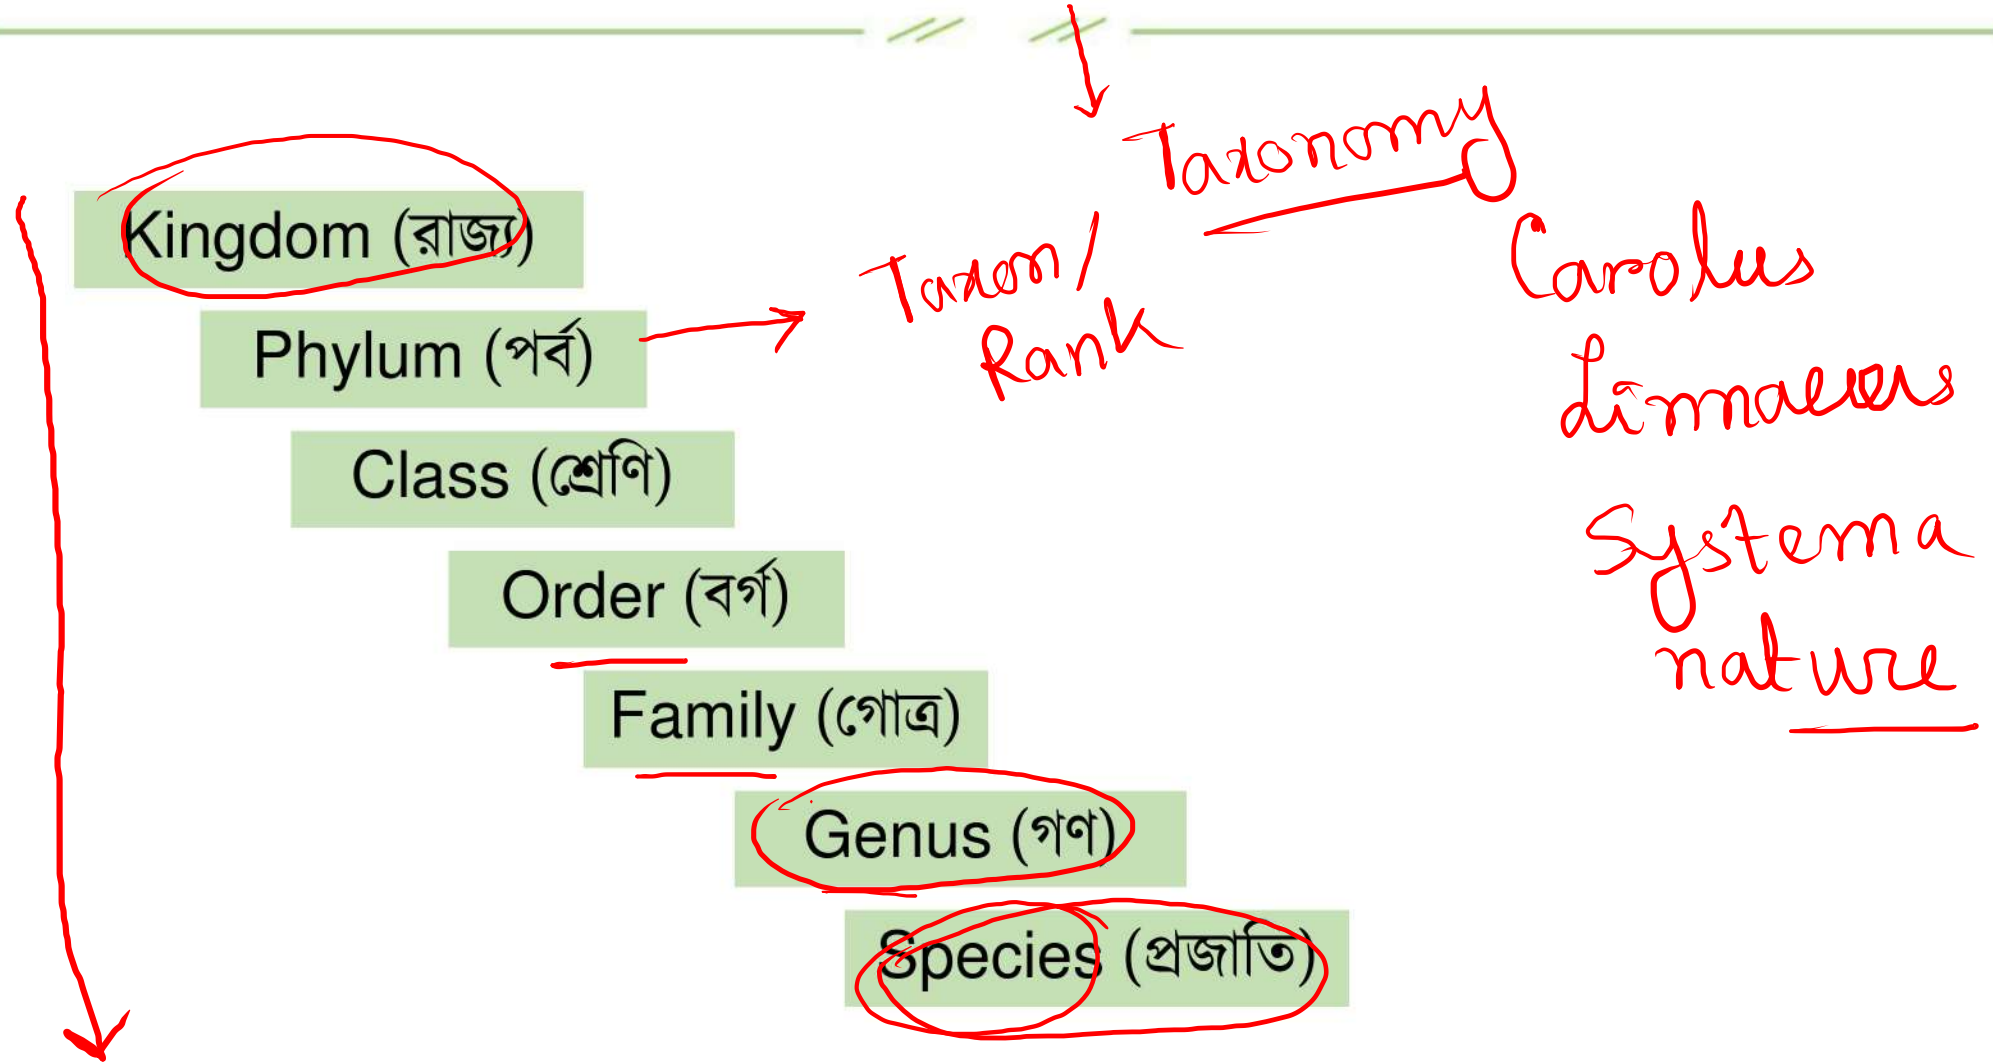 Taxonomy
Kingdom (রাজ্য)
Taxon/
Rank
Carolus
Phylum (পর্ব)
Linnaeus
Class (শ্রেণি)
Systema
Order (বর্গ)
nature
Family (গোত্র)
Genus (গণ)
Species (প্রজাতি)